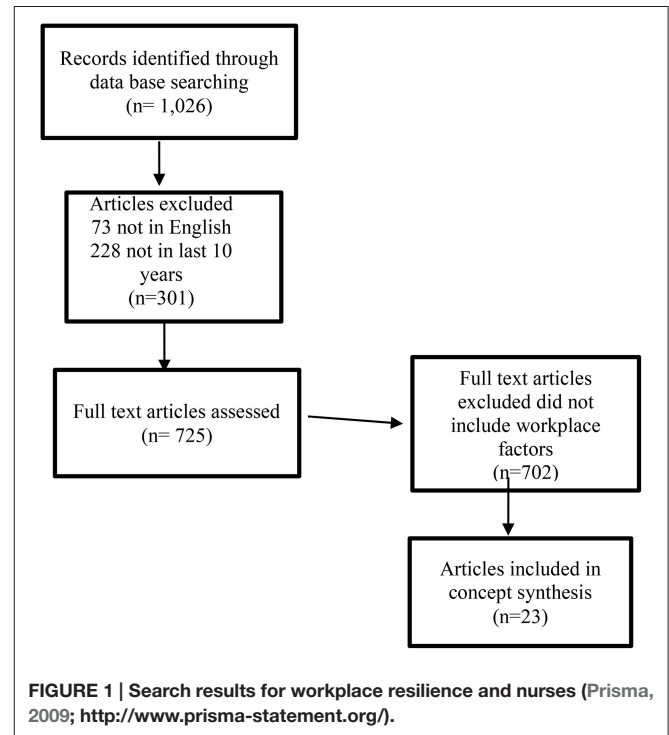 Records identified through
data base searching
(n= 1,026)
Articles excluded
73 not in English
228 not in last 10
years
(n=301)
Full text articles assessed
(n= 725)
Full text articles
excluded did not
include workplace
factors
(n=702)
Articles included in
concept synthesis
(n=23)
FIGURE 1 | Search results for workplace resilience and nurses (Prisma,
2009; http://www.prisma-statement.org/).